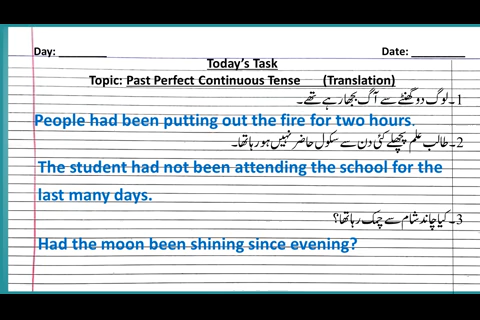 Day: ________ Date: __________
Today's Task
Topic: Past Perfect Continuous Tense (Translation)
1۔لوگ دو گھنٹے سے آگ بجھا رہے تھے۔
People had been putting out the fire for two hours.
2۔طالب علم پچھلے کئی دن سے سکول حاضر نہیں ہو رہا تھا۔
The student had not been attending the school for the
last many days.
3۔کیا چاند شام سے چمک رہا تھا؟
Had the moon been shining since evening?